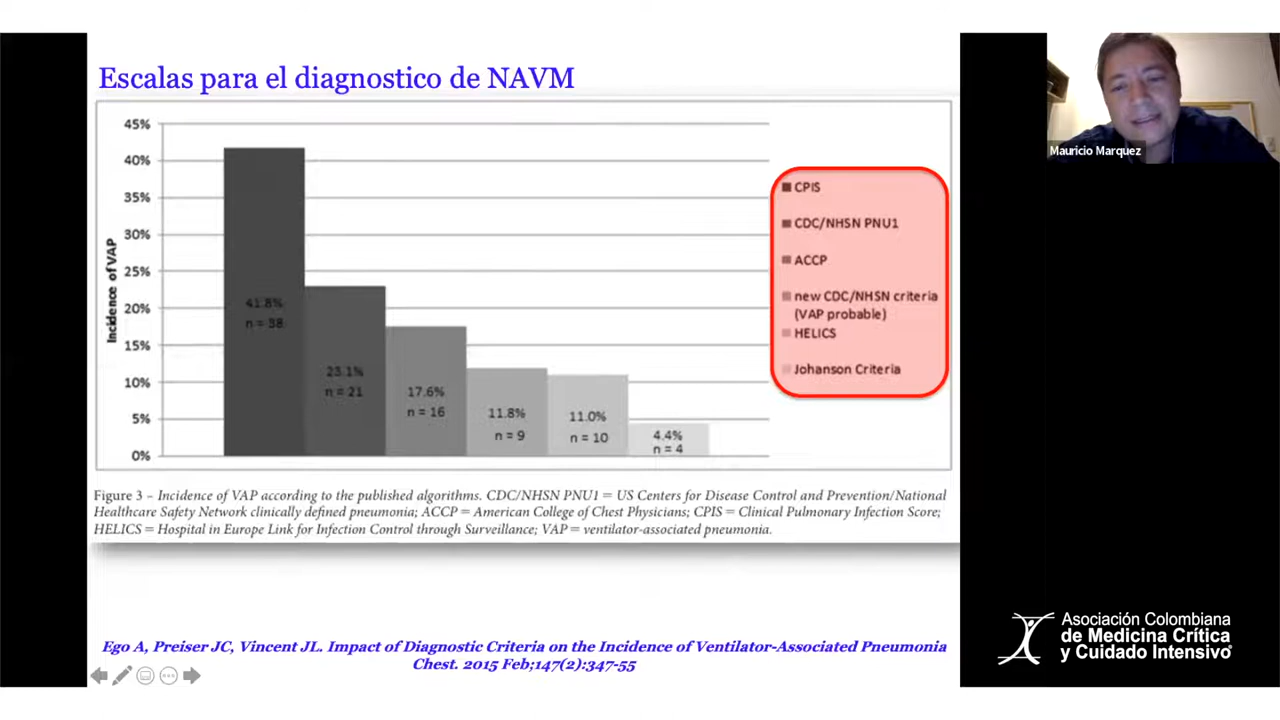 Escalas para el diagnostico de NAVM
Mauricio Marquez
45%
40%
35%
30%
25%
20%
15%
10%
5%
0%
Incidence of VAP
41.8%
n = 38
23.1%
n = 21
17.6%
n = 16
11.8%
n = 9
11.0%
n = 10
4.4%
n = 4
CPIS
CDC/NHSN PNU1
ACCP
new CDC/NHSN criteria
(VAP probable)
HELICS
Johanson Criteria
Figure 3 – Incidence of VAP according to the published algorithms. CDC/NHSN PNU1 = US Centers for Disease Control and Prevention/National
Healthcare Safety Network clinically defined pneumonia; ACCP = American College of Chest Physicians; CPIS = Clinical Pulmonary Infection Score;
HELICS = Hospital in Europe Link for Infection Control through Surveillance; VAP = ventilator-associated pneumonia.
Ego A, Preiser JC, Vincent JL. Impact of Diagnostic Criteria on the Incidence of Ventilator-Associated Pneumonia
Chest. 2015 Feb;147(2):347-55
Asociación Colombiana
de Medicina Crítica
y Cuidado Intensivo